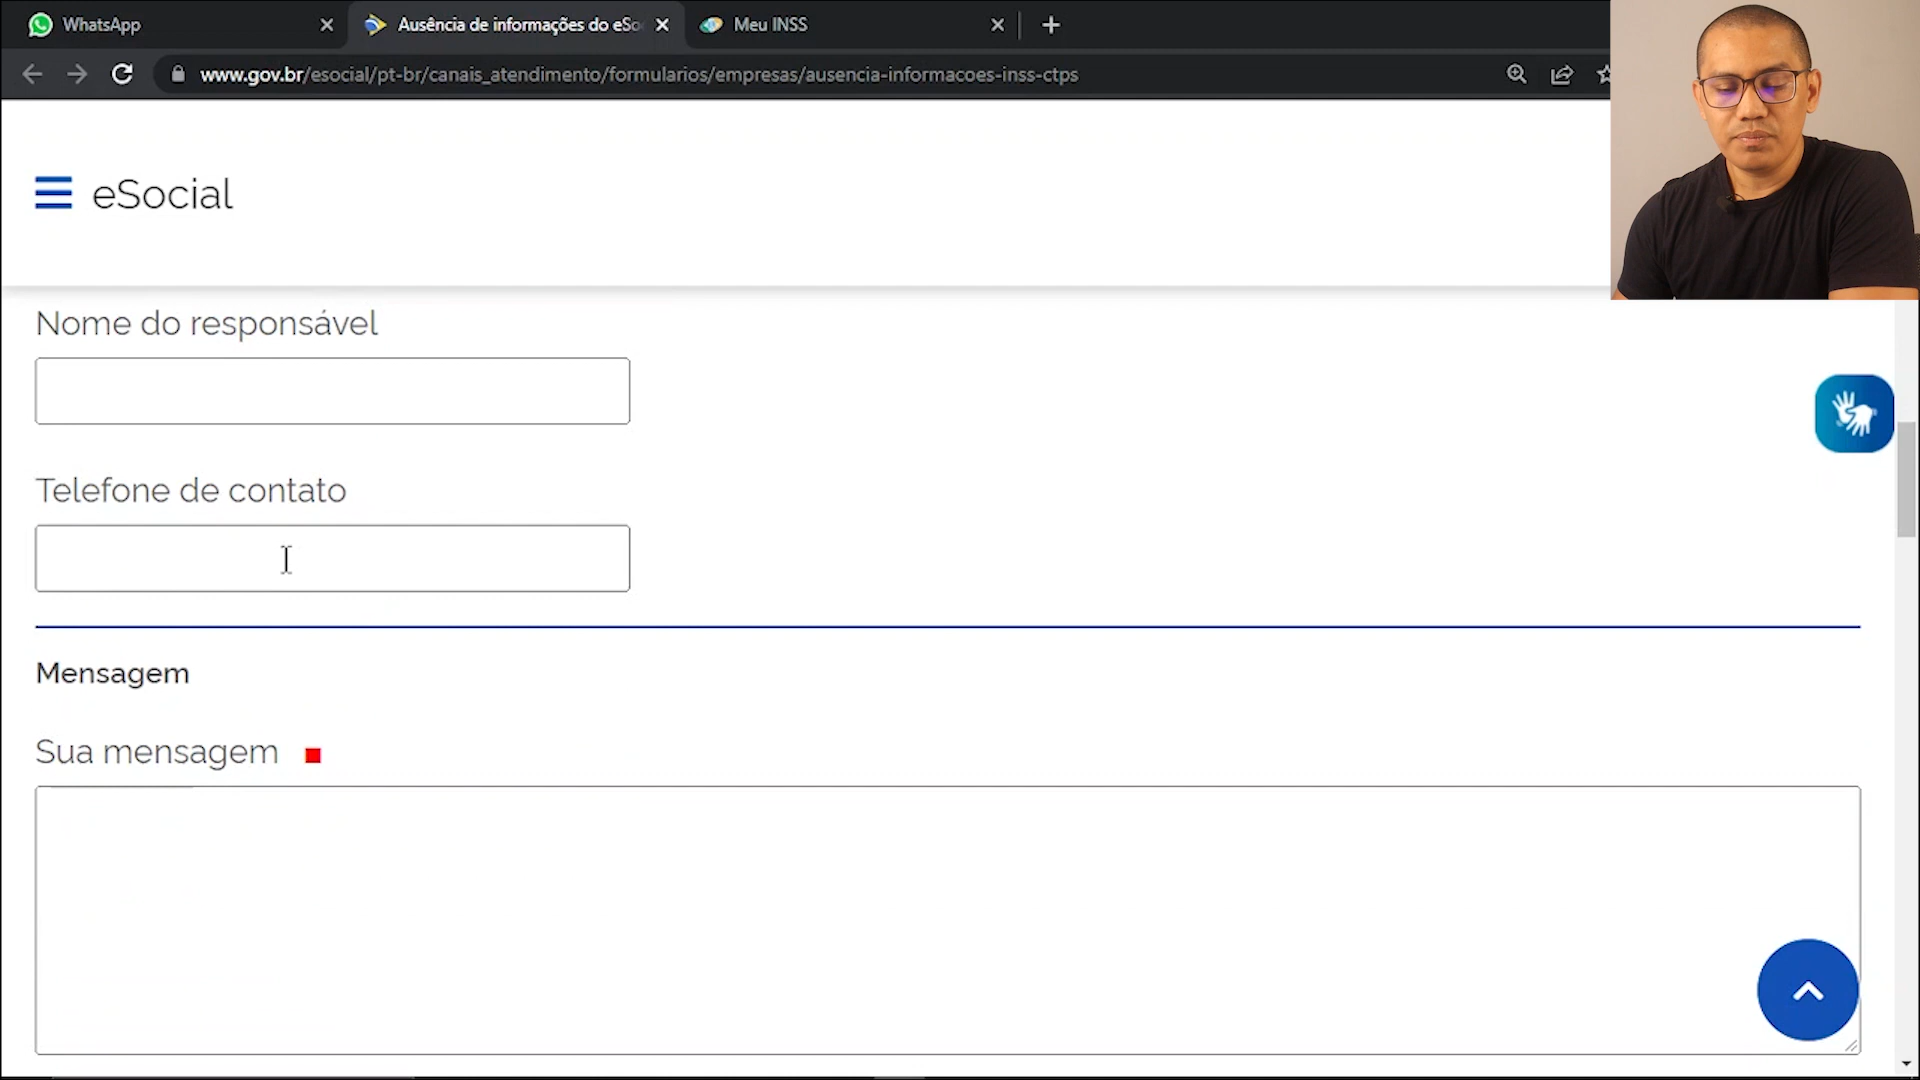 WhatsApp
Ausência de informações do eSo
Meu INSS
www.gov.br/esocial/pt-br/canais_atendimento/formularios/empresas/ausencia-informacoes-inss-ctps
eSocial
Nome do responsável
Telefone de contato
Mensagem
Sua mensagem